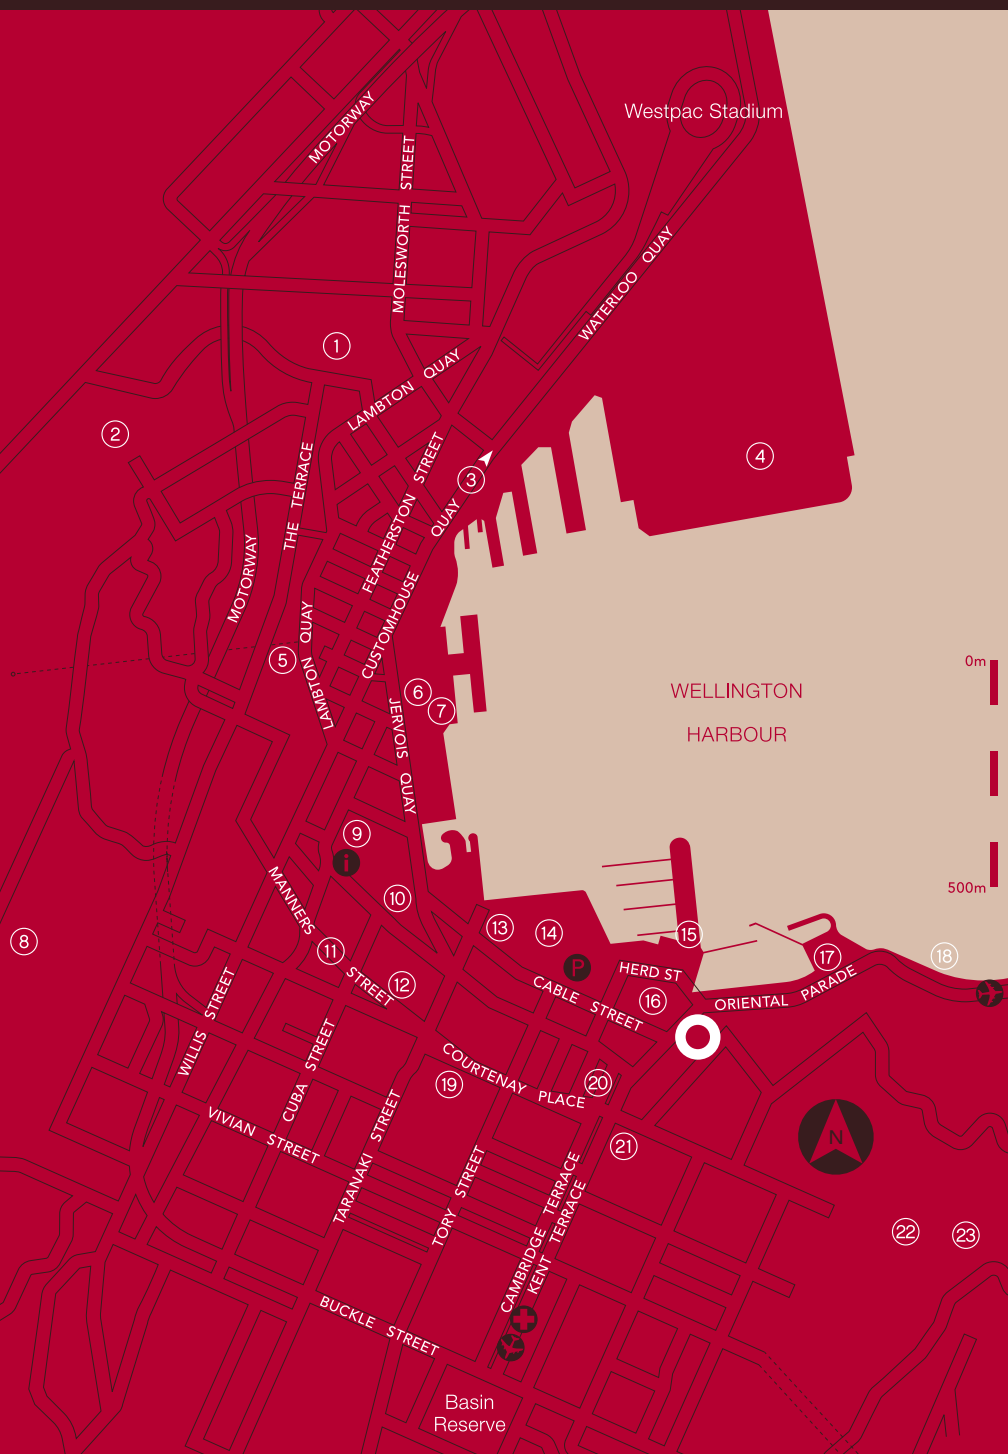 Westpac Stadium
MOTORWAY
MOLESWORTH STREET
WATERLOO QUAY
1
LAMBTON QUAY
2
THE TERRACE
FEATHERSTON STREET
3
4
CUSTOMHOUSE QUAY
MOTORWAY
LAMBTON QUAY
5
0m
6
7
WELLINGTON
HARBOUR
JERVOIS QUAY
9
i
500m
MANNERS STREET
10
8
11
12
13
14
15
P
HERD ST
17
18
CABLE STREET
16
ORIENTAL PARADE
WILLIS STREET
CUBA STREET
COURTENAY PLACE
19
20
VIVIAN STREET
TARANAKI STREET
TORY STREET
21
N
CAMBRIDGE TERRACE
KENT TERRACE
22
23
BUCKLE STREET
Basin
Reserve